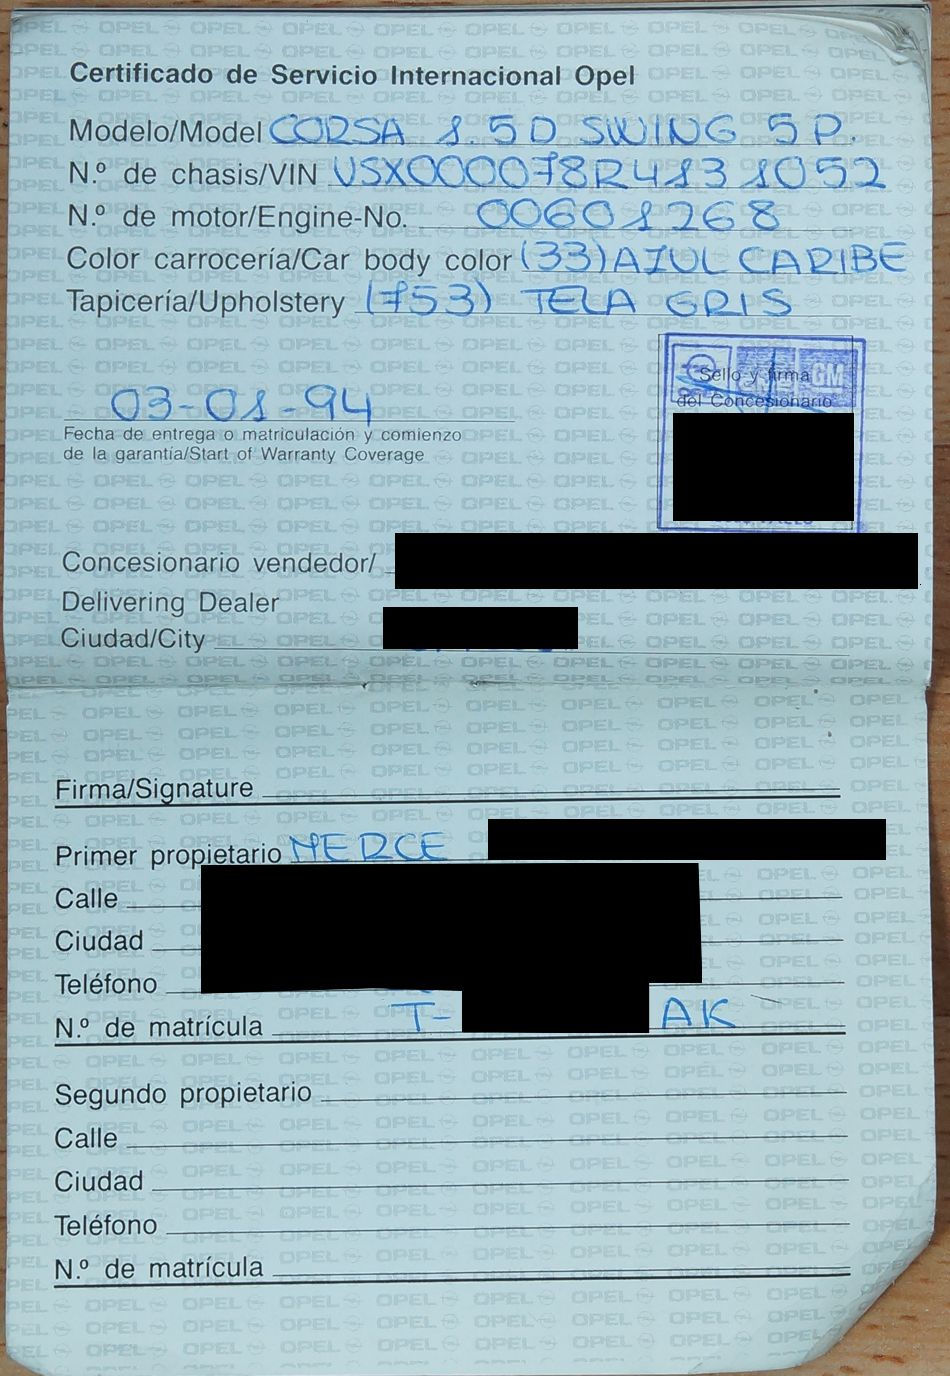 Certificado de Servicio Internacional Opel
Modelo/Model CORSA 1.5D SWING 5P.
N.º de chasis/VIN VSX000078R4131052
N.º de motor/Engine-No. 00601268
Color carrocería/Car body color (33) AZUL CARIBE
Tapicería/Upholstery (753) TELA GRIS
Sello y firma
del Concesionario
GM
03-01-94
Fecha de entrega o matriculación y comienzo
de la garantía/Start of Warranty Coverage
Concesionario vendedor/
Delivering Dealer
Ciudad/City
Firma/Signature
Primer propietario MERCE
Calle
Ciudad
Teléfono
N.º de matrícula T- AK
Segundo propietario
Calle
Ciudad
Teléfono
N.º de matrícula